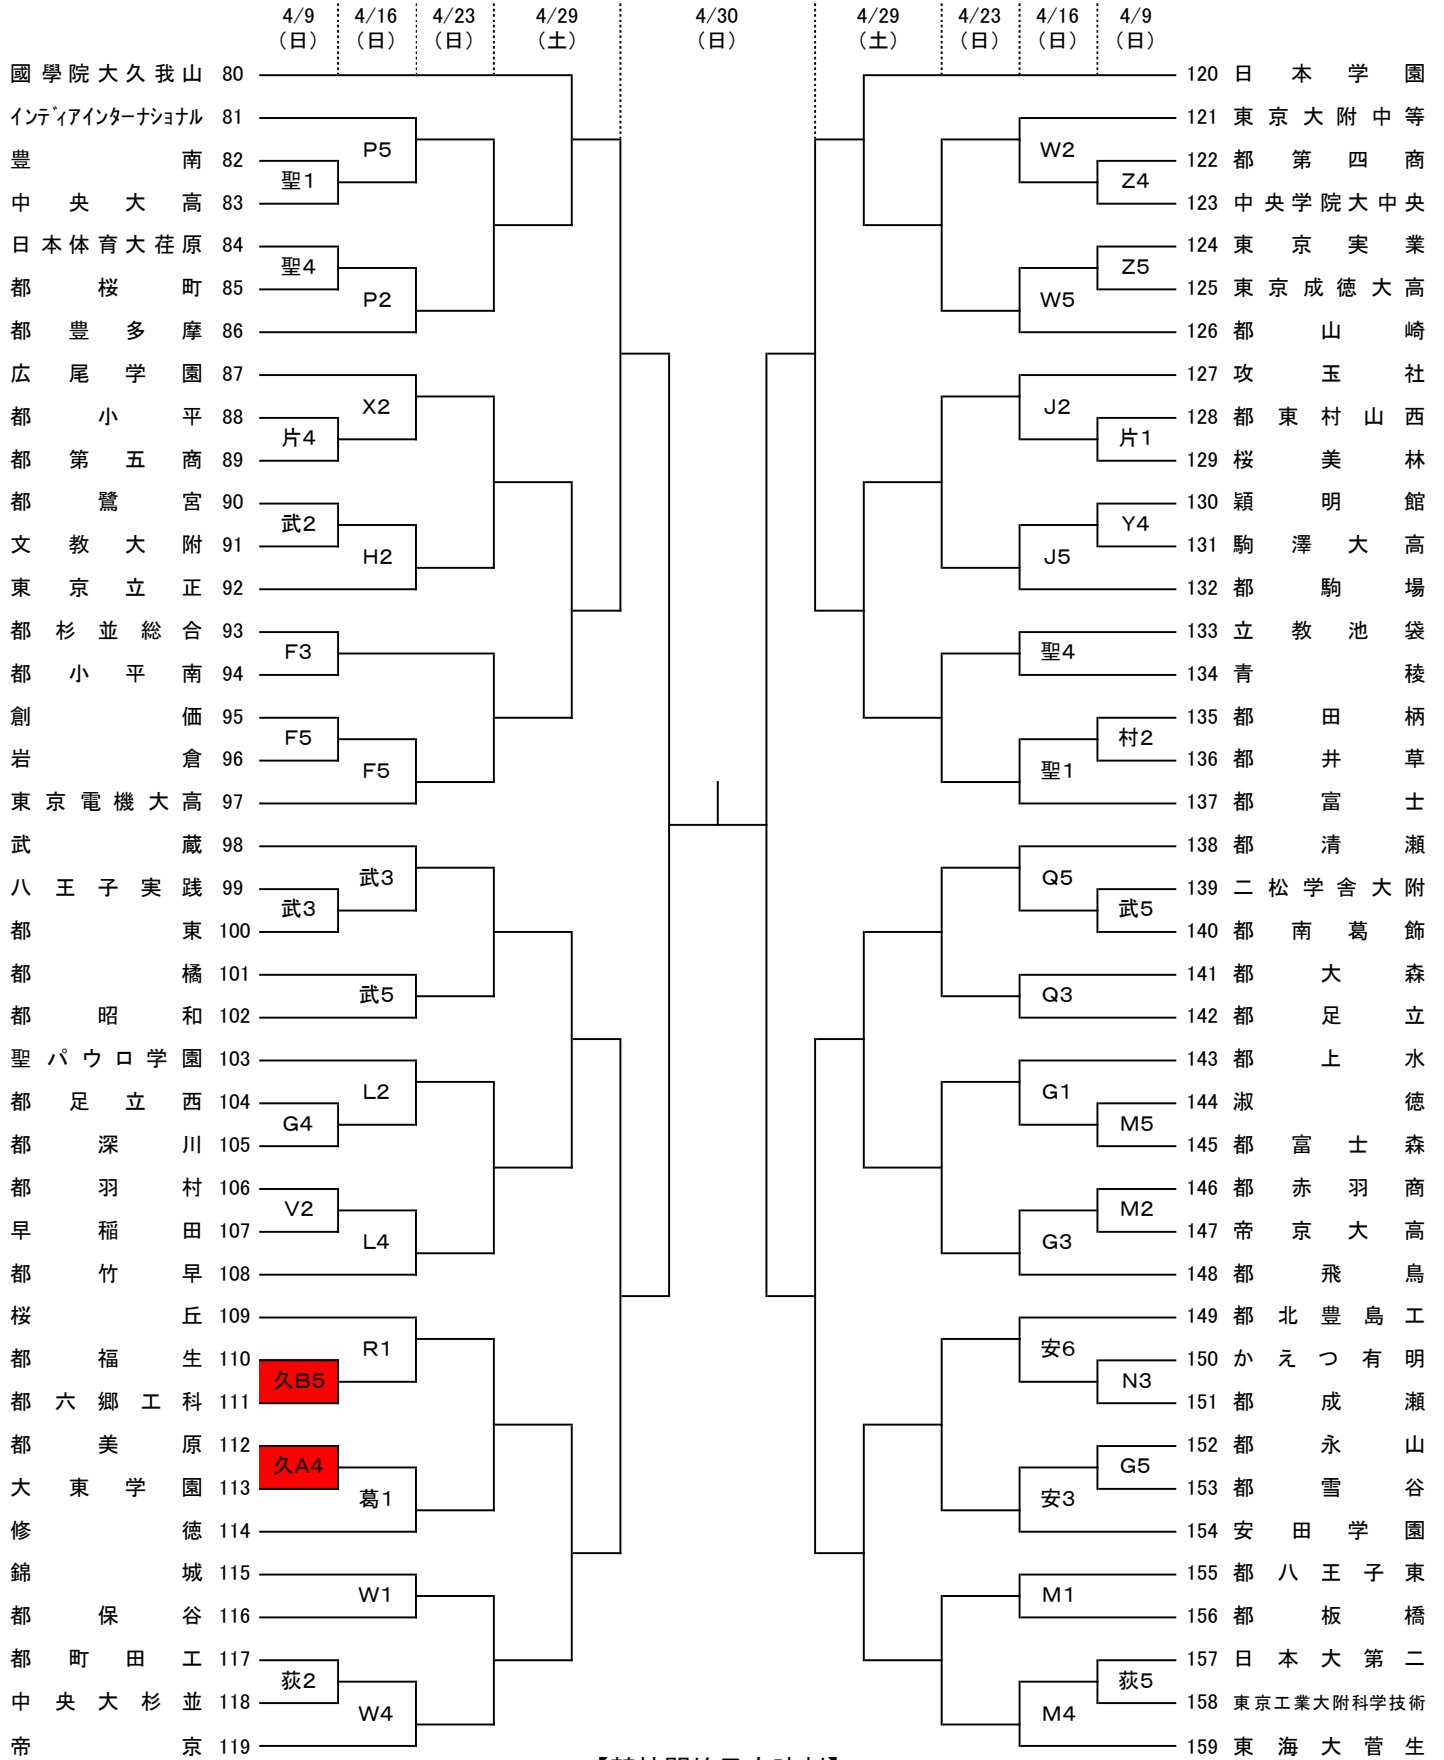 4/9 4/16 4/23 4/29 4/30 4/29 4/23 4/16 4/9
（日） （日） （日） （土） （日） （土） （日） （日） （日）
國學院大久我山 80
インディアインターナショナル 81
P5
豊南 82
聖1
中央大高 83
日本体育大荏原 84
聖4
都桜町 85
P2
都豊多摩 86
広尾学園 87
X2
都小平 88
片4
都第五商 89
都鷺宮 90
武2
文教大附 91
H2
東京立正 92
都杉並総合 93
F3
都小平南 94
創価 95
F5
岩倉 96
F5
東京電機大高 97
武蔵 98
武3
八王子実践 99
武3
都東 100
都橘 101
武5
都昭和 102
聖パウロ学園 103
L2
都足立西 104
G4
都深川 105
都羽村 106
V2
早稲田 107
L4
都竹早 108
桜丘 109
R1
都福生 110
久B5
都六郷工科 111
都美原 112
久A4
大東学園 113
葛1
修徳 114
錦城 115
W1
都保谷 116
都町田工 117
荻2
中央大杉並 118
W4
帝京 119
120 日本学園
121 東京大附中等
W2
122 都第四商
Z4
123 中央学院大中央
124 東京実業
Z5
125 東京成徳大高
W5
126 都山崎
127 攻玉社
J2
128 都東村山西
片1
129 桜美林
130 穎明館
Y4
131 駒澤大高
J5
132 都駒場
133 立教池袋
聖4
134 青稜
135 都田柄
村2
136 都井草
聖1
137 都富士
138 都清瀬
Q5
139 二松学舎大附
武5
140 都南葛飾
141 都大森
Q3
142 都足立
143 都上水
G1
144 淑徳
M5
145 都富士森
146 都赤羽商
M2
147 帝京大高
G3
148 都飛鳥
149 都北豊島工
安6
150 かえつ有明
N3
151 都成瀬
152 都永山
G5
153 都雪谷
安3
154 安田学園
155 都八王子東
M1
156 都板橋
157 日本大第二
荻5
158 東京工業大附科学技術
M4
159 東海大菅生